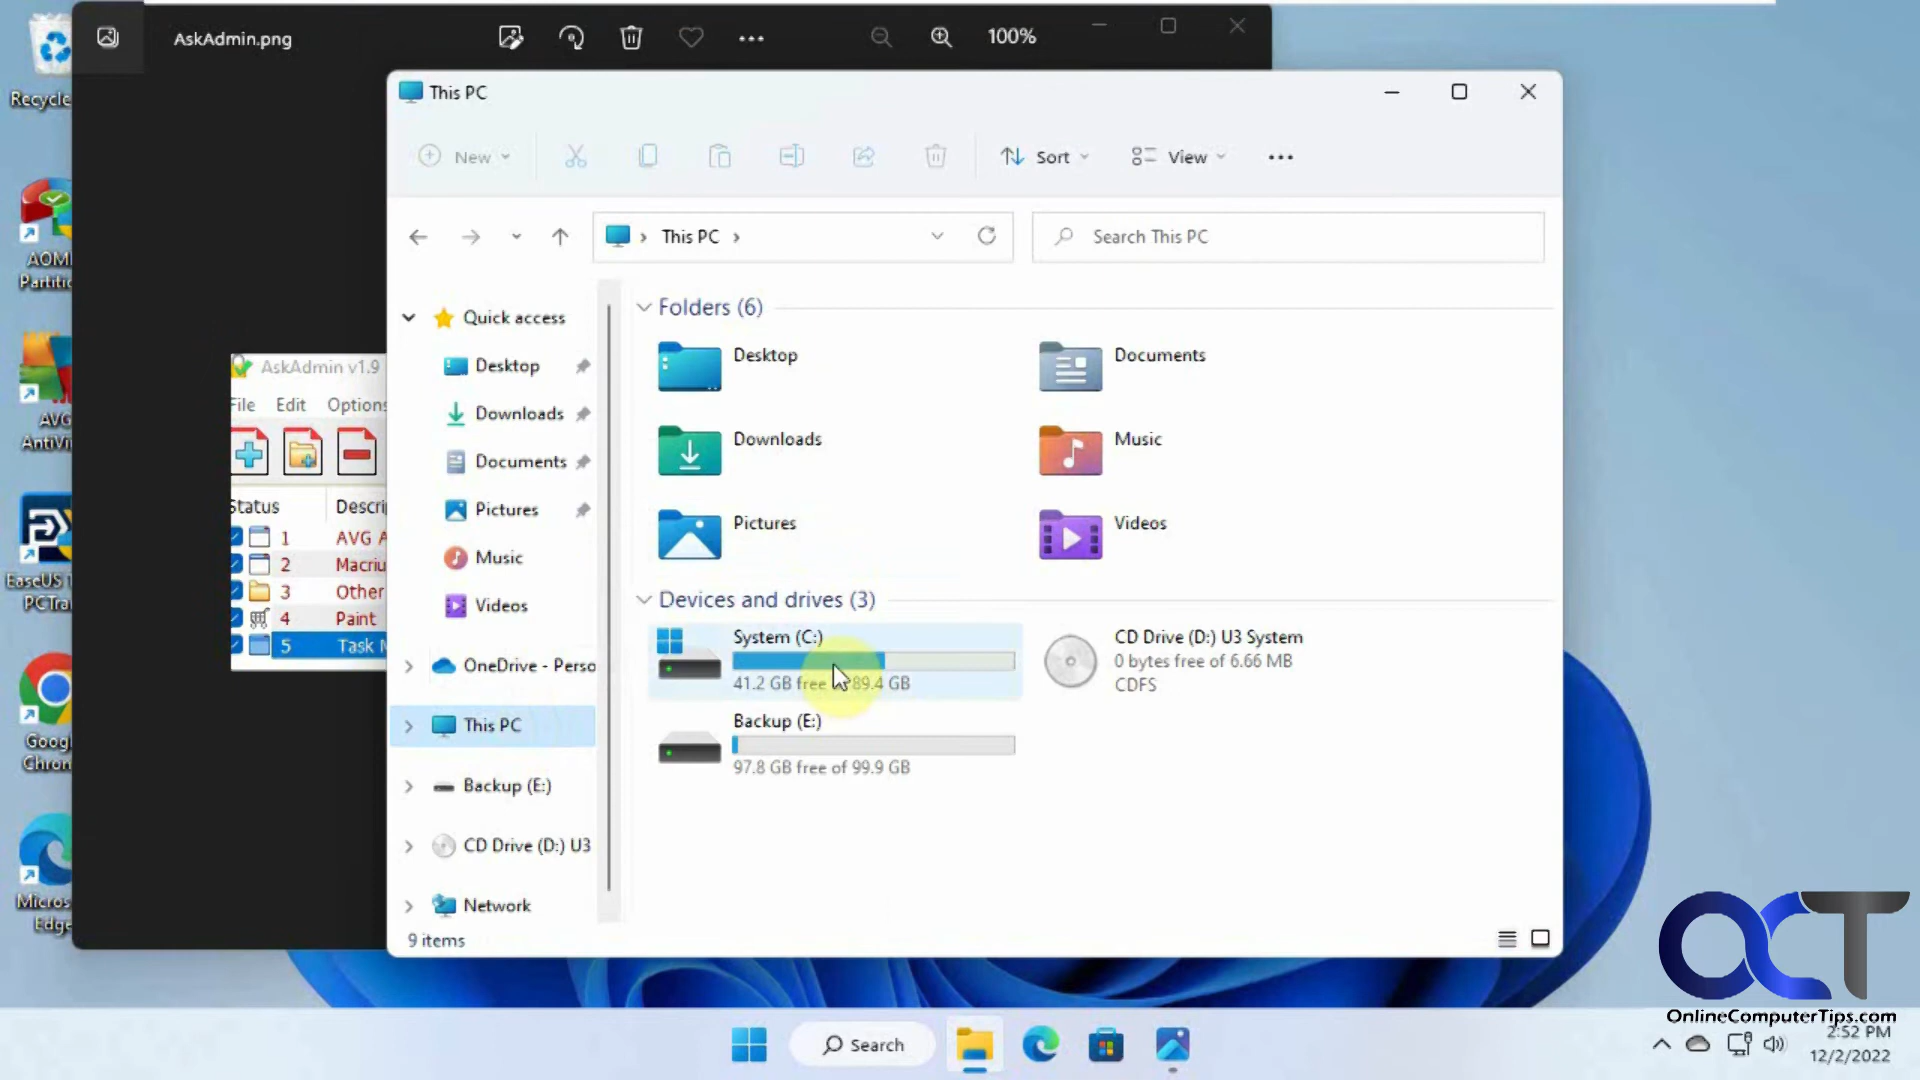 AskAdmin.png
100%
Recycle
This PC
New
Sort
View
This PC
Search This PC
AOM
Partitio
AVG
AntiVi
EaseUS
PCTra
Googl
Chron
Micros
Edge
AskAdmin v1.9
File Edit Options
Status Descri
1 AVG A
2 Macriu
3 Other
4 Paint
5 Task M
Quick access
Desktop
Downloads
Documents
Pictures
Music
Videos
OneDrive - Perso
This PC
Backup (E:)
CD Drive (D:) U3
Network
Folders (6)
Desktop
Documents
Downloads
Music
Pictures
Videos
Devices and drives (3)
System (C:)
41.2 GB free 89.4 GB
CD Drive (D:) U3 System
0 bytes free of 6.66 MB
CDFS
Backup (E:)
97.8 GB free of 99.9 GB
9 items
OCT
OnlineComputerTips.com
Search
2:52 PM
12/2/2022